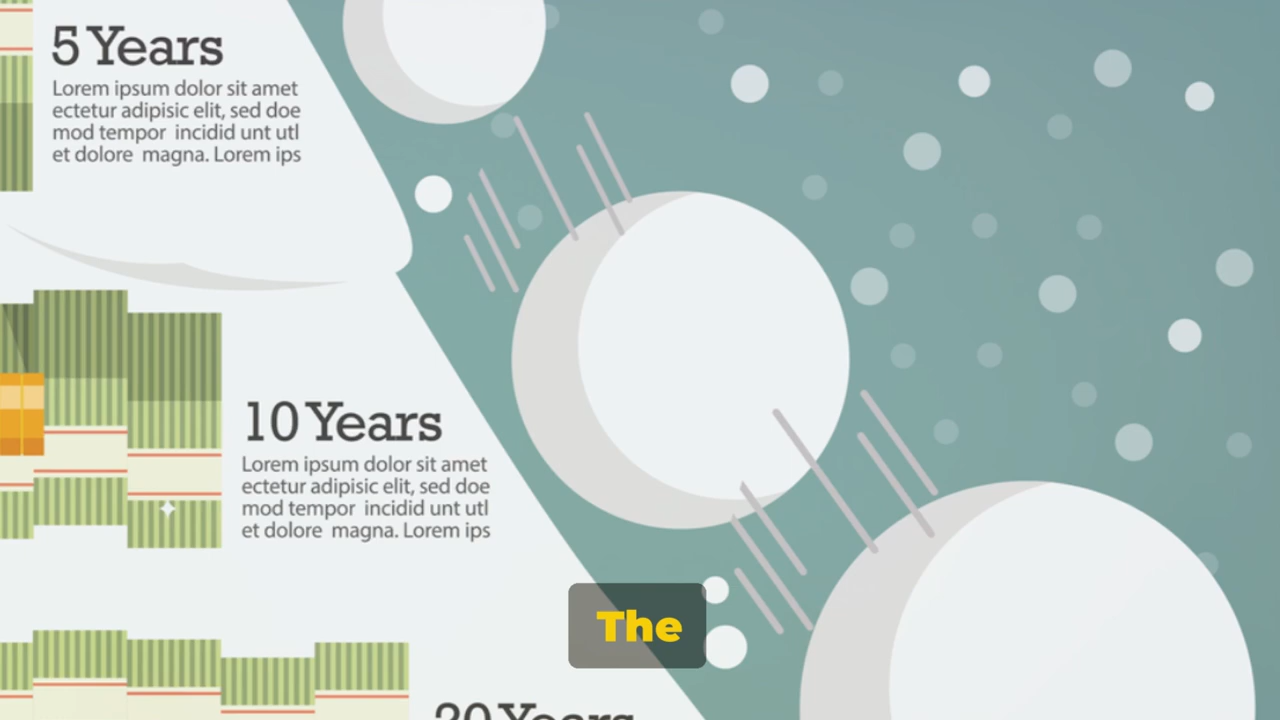 5 Years
Lorem ipsum dolor sit amet
ectetur adipisic elit, sed doe
mod tempor incidid unt utl
et dolore magna. Lorem ips
10 Years
Lorem ipsum dolor sit amet
ectetur adipisic elit, sed doe
mod tempor incidid unt utl
et dolore magna. Lorem ips
The
20 Years